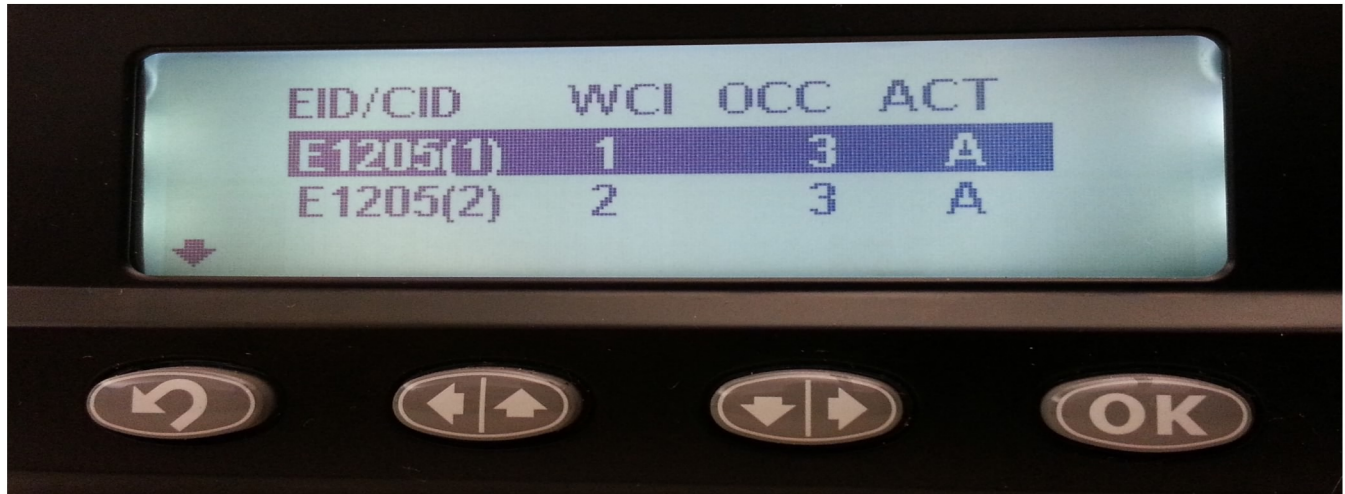 EID/CID WCI OCC ACT
E1205(1) 1 3 A
E1205(2) 2 3 A
OK